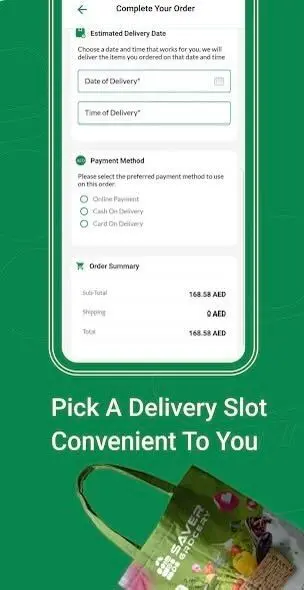 Complete Your Order
Estimated Delivery Date
Choose a date and time that works for you, we will
deliver the items you ordered on that date and time
Date of Delivery*
Time of Delivery*
Payment Method
Please select the preferred payment method to use
on this order.
Online Payment
Cash On Delivery
Card On Delivery
Order Summary
Sub Total 168.58 AED
Shipping 0 AED
Total 168.58 AED
Pick A Delivery Slot
Convenient To You
SAVER
GROCERY